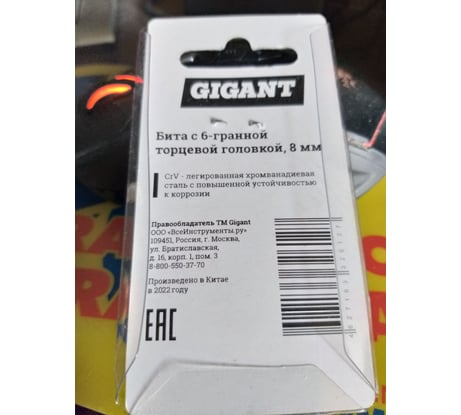 GIGANT
Бита с 6-гранной
торцевой головкой, 8 мм
CrV - легированная хромванадиевая
сталь с повышенной устойчивостью
к коррозии
Правообладатель ТМ Gigant
ООО «ВсеИнструменты.ру»
109451, Россия, г. Москва,
ул. Братиславская,
д. 16, корп. 1, пом. 3
8-800-550-37-70
Произведено в Китае
в 2022 году
EAC